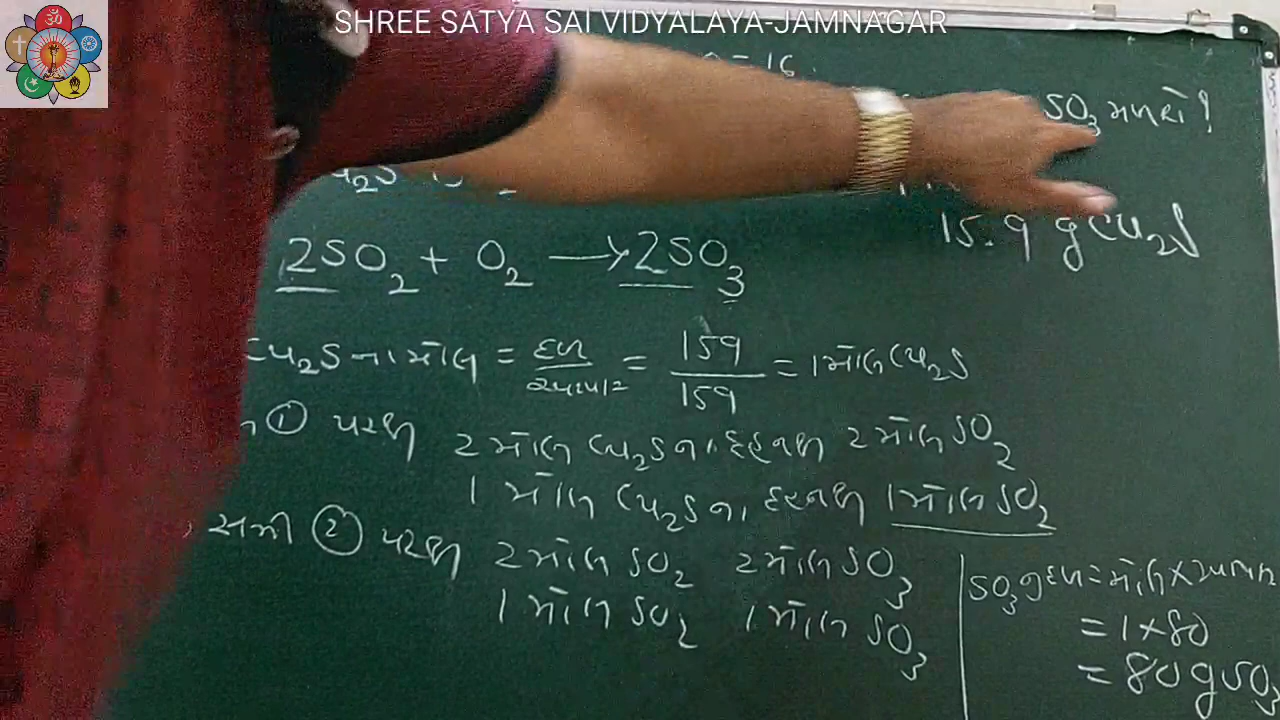 SHREE SATYA SAI VIDYALAYA-JAMNAGAR
= 16
SO₃ મળશે ?
15.9 g Cu₂S
2SO₂ + O₂ → 2SO₃
Cu₂S ના મોલ = દળ / અણુભાર = 159 / 159 = 1 મોલ Cu₂S
① પરથી 2 મોલ Cu₂S ના દહનથી 2 મોલ SO₂
1 મોલ Cu₂S ના દહનથી 1 મોલ SO₂
② પરથી 2 મોલ SO₂ 2 મોલ SO₃
1 મોલ SO₂ 1 મોલ SO₃
SO₃ નું દળ = મોલ × અણુભાર
= 1 × 80
= 80 g SO₃